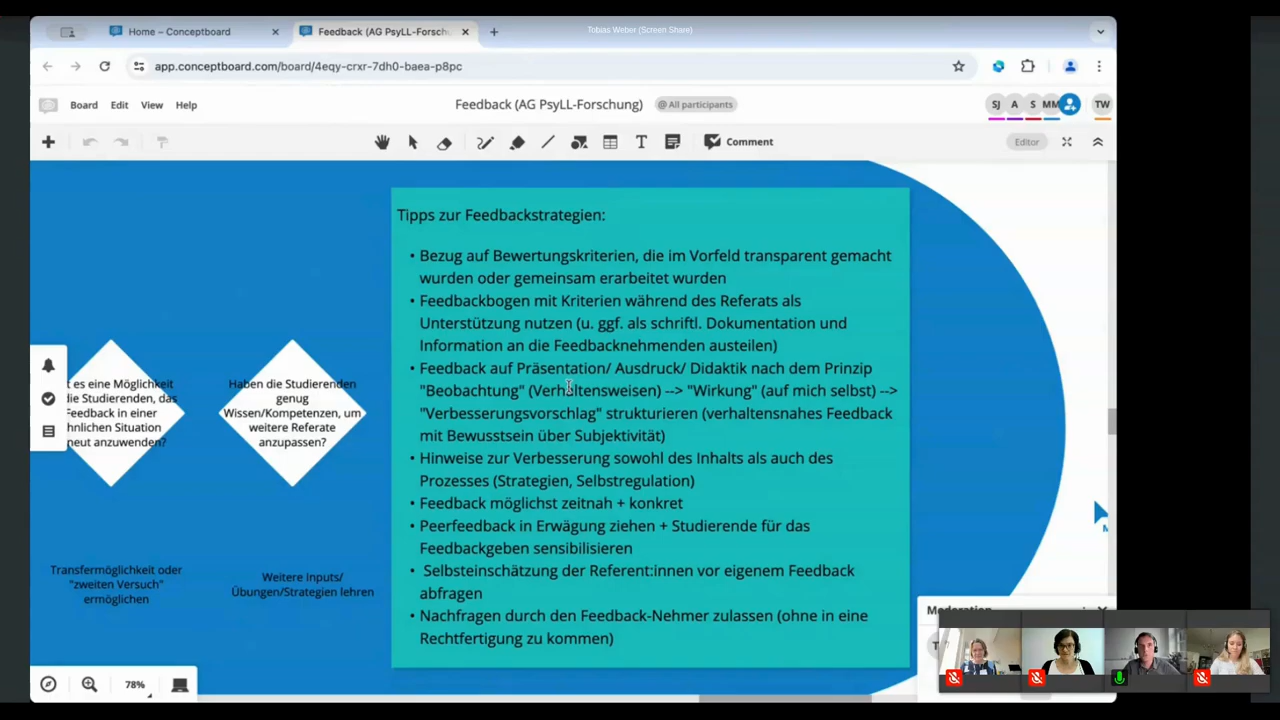 Tobias Weber (Screen Share)
Home – Conceptboard
Feedback (AG PsyLL-Forsch
app.conceptboard.com/board/4eqy-crxr-7dh0-baea-p8pc
Board Edit View Help
Feedback (AG PsyLL-Forschung)
@ All participants
SJ A S MM TW
T
Comment
Editor
Tipps zur Feedbackstrategien:
• Bezug auf Bewertungskriterien, die im Vorfeld transparent gemacht
wurden oder gemeinsam erarbeitet wurden
• Feedbackbogen mit Kriterien während des Referats als
Unterstützung nutzen (u. ggf. als schriftl. Dokumentation und
Information an die Feedbacknehmenden austeilen)
• Feedback auf Präsentation/ Ausdruck/ Didaktik nach dem Prinzip
"Beobachtung" (Verhaltensweisen) --> "Wirkung" (auf mich selbst) -->
"Verbesserungsvorschlag" strukturieren (verhaltensnahes Feedback
mit Bewusstsein über Subjektivität)
• Hinweise zur Verbesserung sowohl des Inhalts als auch des
Prozesses (Strategien, Selbstregulation)
• Feedback möglichst zeitnah + konkret
• Peerfeedback in Erwägung ziehen + Studierende für das
Feedbackgeben sensibilisieren
• Selbsteinschätzung der Referent:innen vor eigenem Feedback
abfragen
• Nachfragen durch den Feedback-Nehmer zulassen (ohne in eine
Rechtfertigung zu kommen)
t es eine Möglichkeit
die Studierenden, das
Feedback in einer
hnlichen Situation
neut anzuwenden?
Haben die Studierenden
genug
Wissen/Kompetenzen, um
weitere Referate
anzupassen?
Transfermöglichkeit oder
"zweiten Versuch"
ermöglichen
Weitere Inputs/
Übungen/Strategien lehren
Moderation
78%